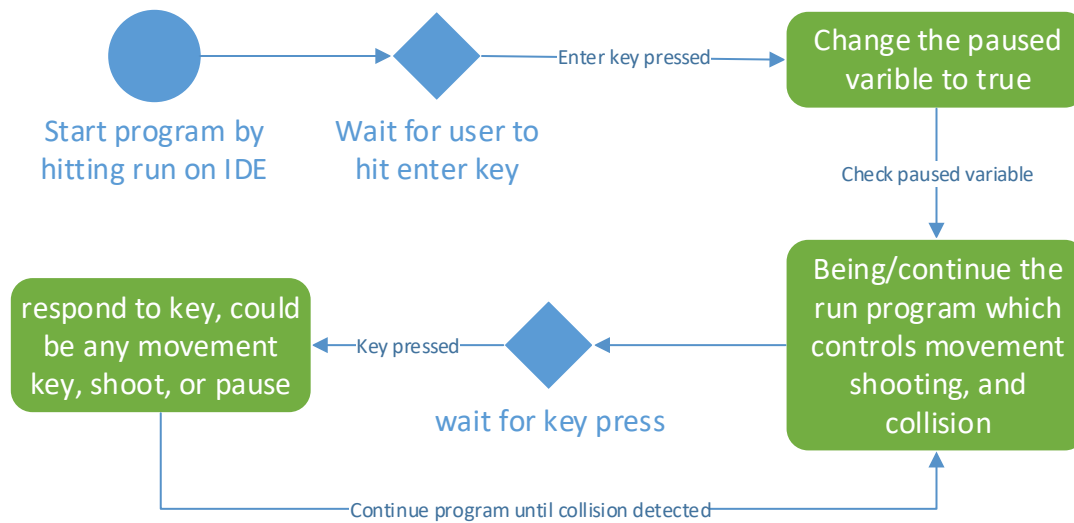 Start program by
hitting run on IDE
Wait for user to
hit enter key
Enter key pressed
Change the paused
varible to true
Check paused variable
Being/continue the
run program which
controls movement
shooting, and
collision
wait for key press
Key pressed
respond to key, could
be any movement
key, shoot, or pause
Continue program until collision detected